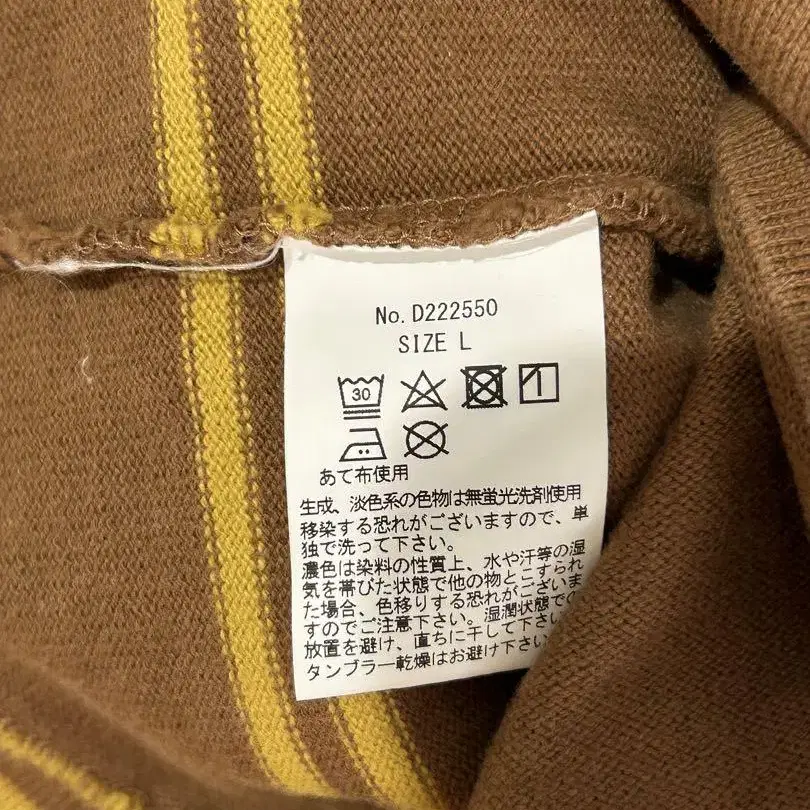 No. D222550
SIZE L
30
あて布使用
生成、淡色系の色物は無蛍光洗剤使用
移染する恐れがございますので、単
独で洗って下さい。
濃色は染料の性質上、水や汗等の湿
気を帯びた状態で他の物とこすられ
た場合、色移りする恐れがございま
すのでご注意下さい。湿潤状態での
放置を避け、直ちに干して下さい
タンブラー乾燥はお避け下さい